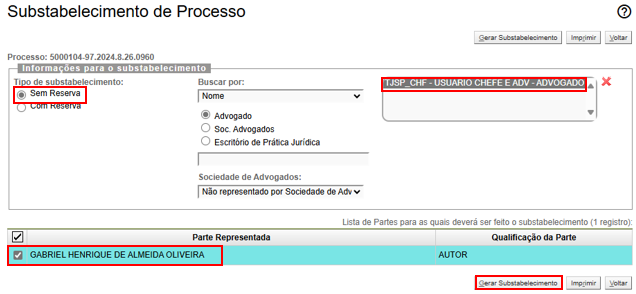 Substabelecimento de Processo
Gerar Substabelecimento Imprimir Voltar
Processo: 5000104-97.2024.8.26.0960
Informações para o substabelecimento
Tipo de substabelecimento:
Sem Reserva
Com Reserva
Buscar por:
Nome
Advogado
Soc. Advogados
Escritório de Prática Jurídica
Sociedade de Advogados:
Não representado por Sociedade de Adv
TJSP_CHF - USUARIO CHEFE E ADV - ADVOGADO
Lista de Partes para as quais deverá ser feito o substabelecimento (1 registro):
Parte Representada Qualificação da Parte
GABRIEL HENRIQUE DE ALMEIDA OLIVEIRA AUTOR
Gerar Substabelecimento Imprimir Voltar